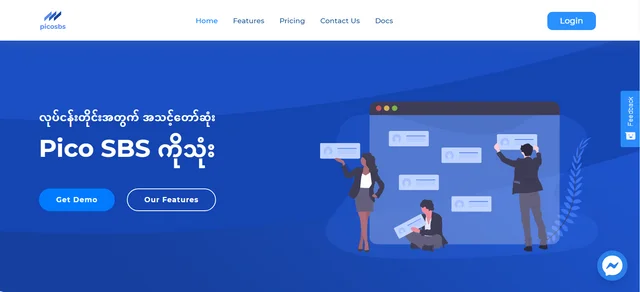 picosbs
Home Features Pricing Contact Us Docs
Login
Feedback
လုပ်ငန်းတိုင်းအတွက် အသင့်တော်ဆုံး
Pico SBS ကိုသုံး
Get Demo
Our Features